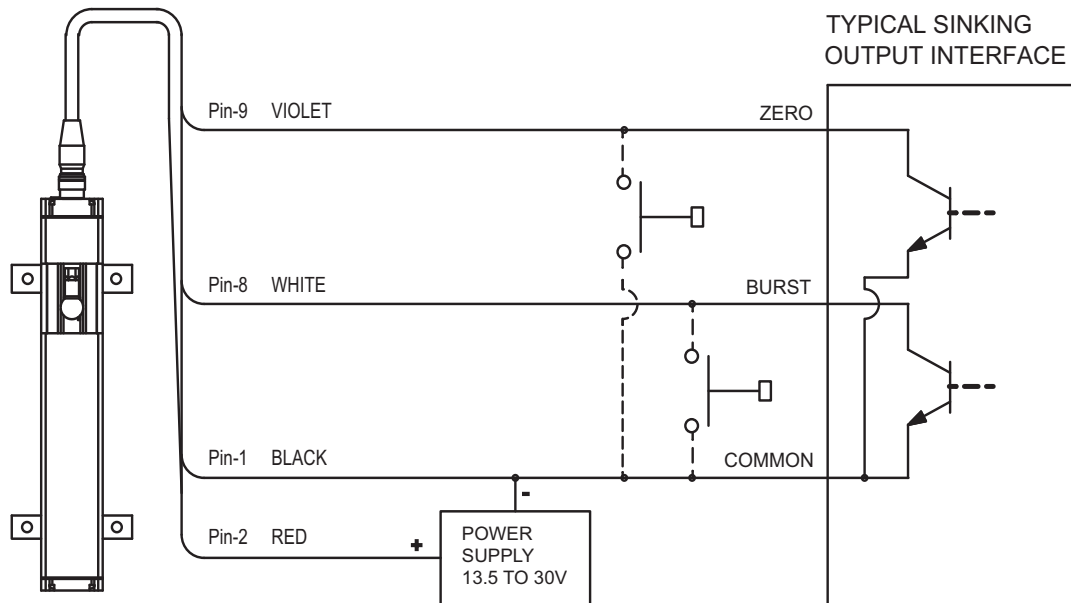 TYPICAL SINKING
OUTPUT INTERFACE
Pin-9 VIOLET ZERO
Pin-8 WHITE BURST
Pin-1 BLACK COMMON
-
Pin-2 RED +
POWER
SUPPLY
13.5 TO 30V